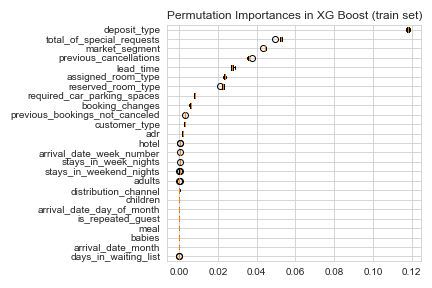 Permutation Importances in XG Boost (train set)
deposit_type
total_of_special_requests
market_segment
previous_cancellations
lead_time
assigned_room_type
reserved_room_type
required_car_parking_spaces
booking_changes
previous_bookings_not_canceled
customer_type
adr
hotel
arrival_date_week_number
stays_in_week_nights
stays_in_weekend_nights
adults
distribution_channel
children
arrival_date_day_of_month
is_repeated_guest
meal
babies
arrival_date_month
days_in_waiting_list
0.00 0.02 0.04 0.06 0.08 0.10 0.12